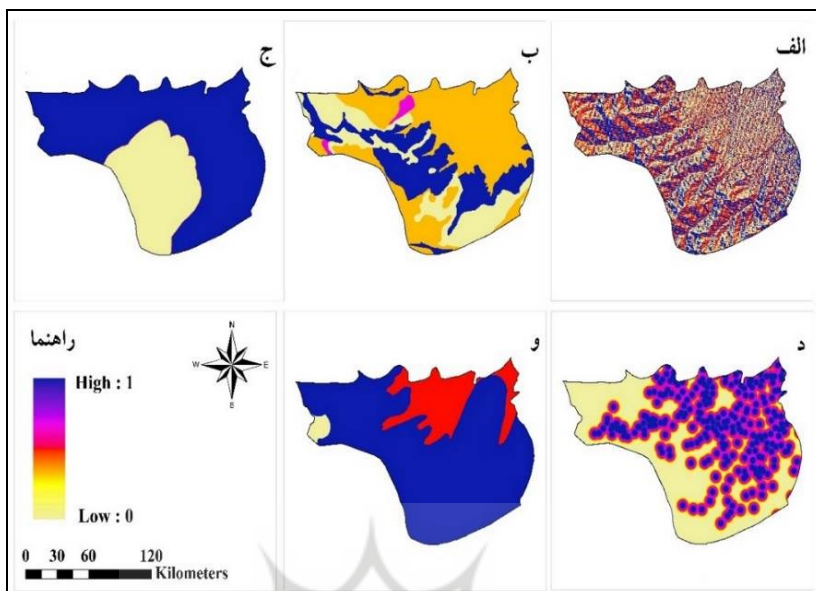 الف
ب
ج
د
و
راهنما
N
W E
S
High : 1
Low : 0
0 30 60 120
Kilometers